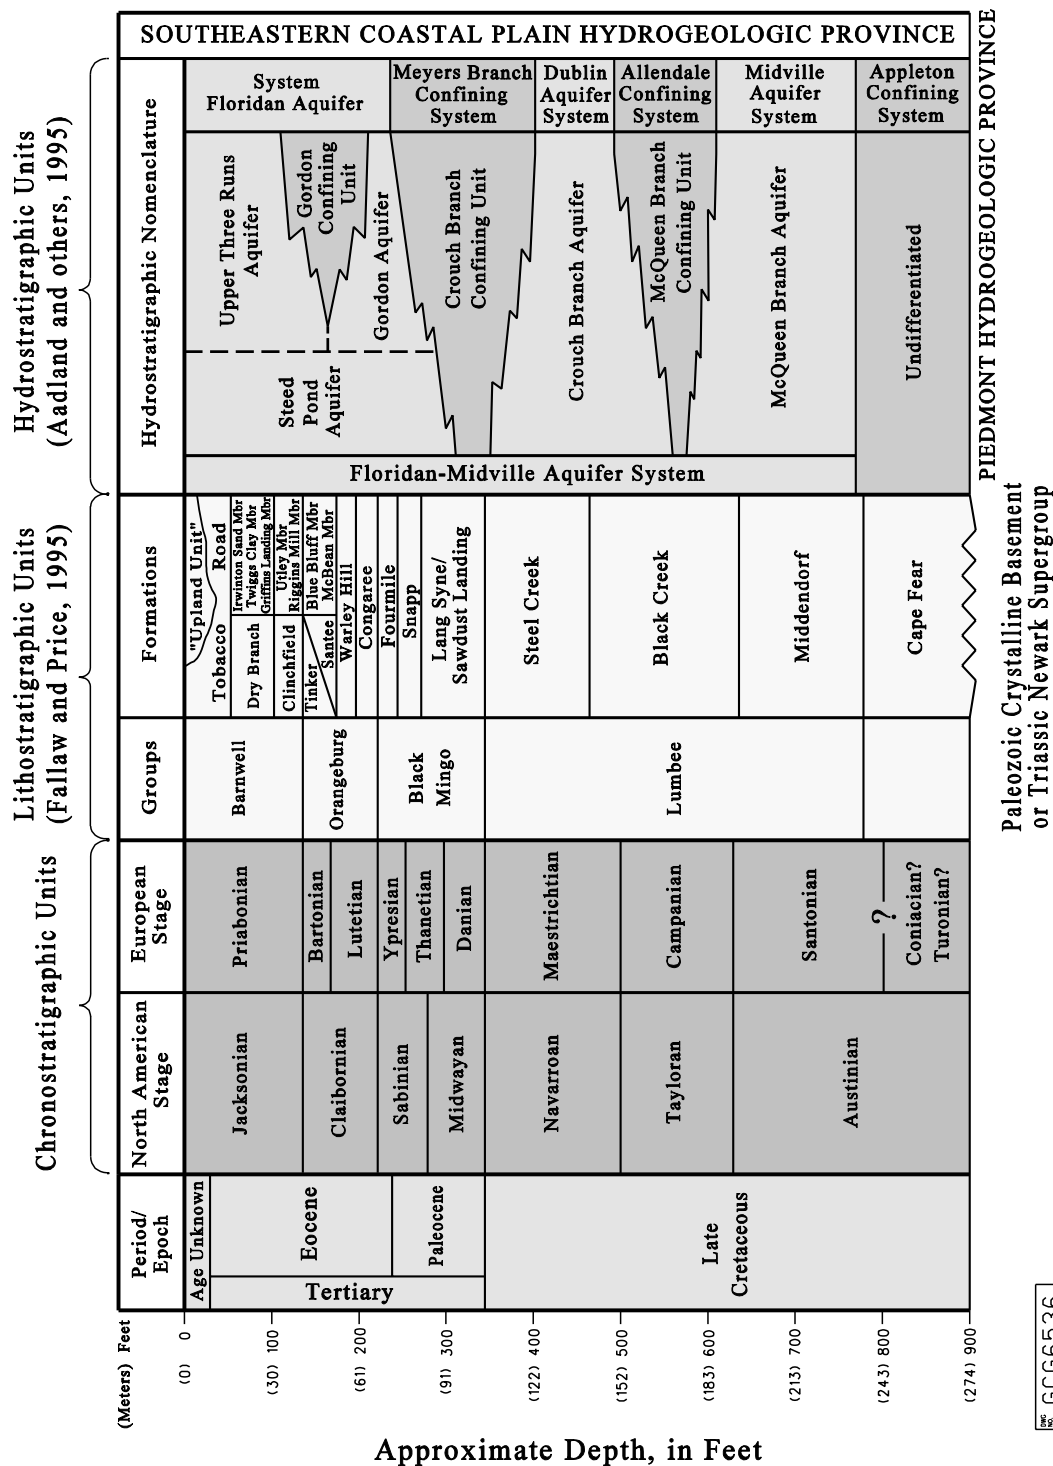 SOUTHEASTERN COASTAL PLAIN HYDROGEOLOGIC PROVINCE
PIEDMONT HYDROGEOLOGIC PROVINCE
Hydrostratigraphic Units
(Aadland and others, 1995)
Hydrostratigraphic Nomenclature
System
Floridan Aquifer
Meyers Branch
Confining
System
Dublin
Aquifer
System
Allendale
Confining
System
Midville
Aquifer
System
Appleton
Confining
System
Upper Three Runs
Aquifer
Gordon
Confining
Unit
Gordon Aquifer
Steed
Pond
Aquifer
Crouch Branch
Confining Unit
Crouch Branch Aquifer
McQueen Branch
Confining Unit
McQueen Branch Aquifer
Undifferentiated
Floridan-Midville Aquifer System
Lithostratigraphic Units
(Fallaw and Price, 1995)
Formations
"Upland Unit"
Tobacco Road
Irwinton Sand Mbr
Twiggs Clay Mbr
Griffins Landing Mbr
Dry Branch
Utley Mbr
Riggins Mill Mbr
Clinchfield
Blue Bluff Mbr
McBean Mbr
Tinker
Santee
Warley Hill
Congaree
Fourmile
Snapp
Lang Syne/
Sawdust Landing
Steel Creek
Black Creek
Middendorf
Cape Fear
Paleozoic Crystalline Basement
or Triassic Newark Supergroup
Groups
Barnwell
Orangeburg
Black
Mingo
Lumbee
Chronostratigraphic Units
European
Stage
Priabonian
Bartonian
Lutetian
Ypresian
Thanetian
Danian
Maestrichtian
Campanian
Santonian
?
Coniacian?
Turonian?
North American
Stage
Jacksonian
Claibornian
Sabinian
Midwayan
Navarroan
Tayloran
Austinian
Period/
Epoch
Age Unknown
Eocene
Paleocene
Tertiary
Late
Cretaceous
(Meters) Feet
(0) 0
(30) 100
(61) 200
(91) 300
(122) 400
(152) 500
(183) 600
(213) 700
(243) 800
(274) 900
Approximate Depth, in Feet
DWG
NO.